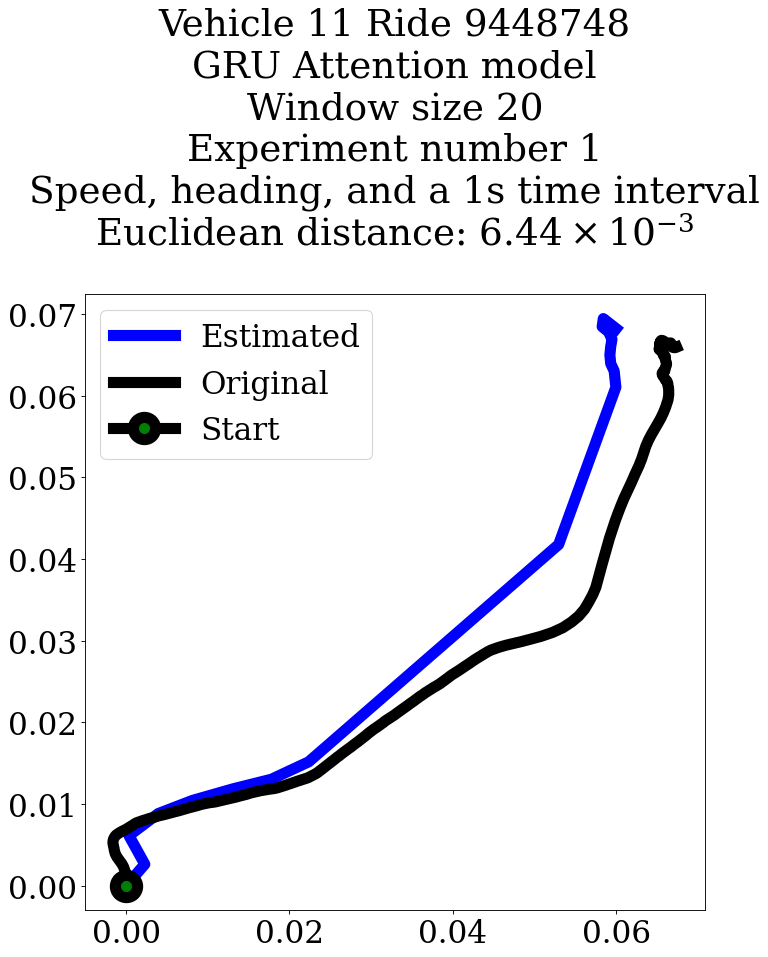 Vehicle 11 Ride 9448748
GRU Attention model
Window size 20
Experiment number 1
Speed, heading, and a 1s time interval
Euclidean distance: 6.44 × 10⁻³
0.07
0.06
0.05
0.04
0.03
0.02
0.01
0.00
Estimated
Original
Start
0.00 0.02 0.04 0.06